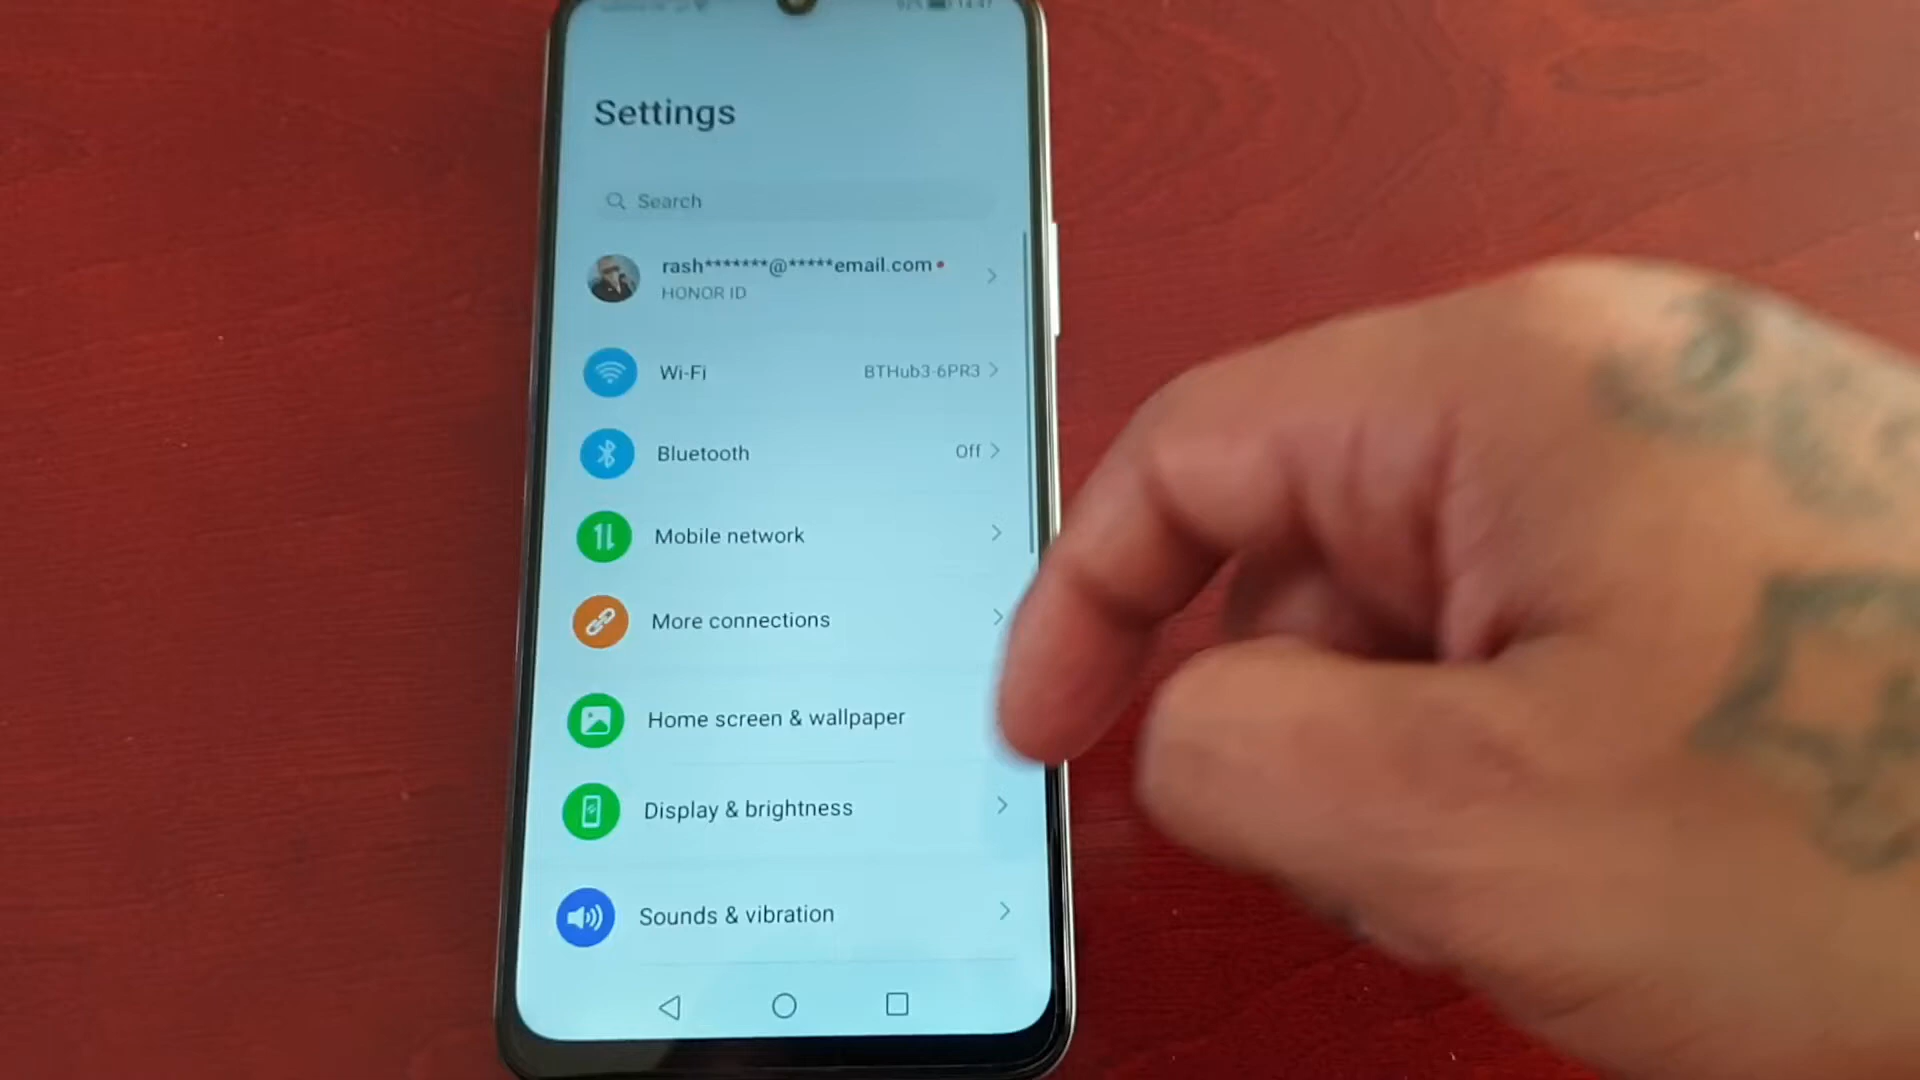 Settings
Search
rash*******@*****email.com
HONOR ID
Wi-Fi BTHub3-6PR3
Bluetooth Off
Mobile network
More connections
Home screen & wallpaper
Display & brightness
Sounds & vibration